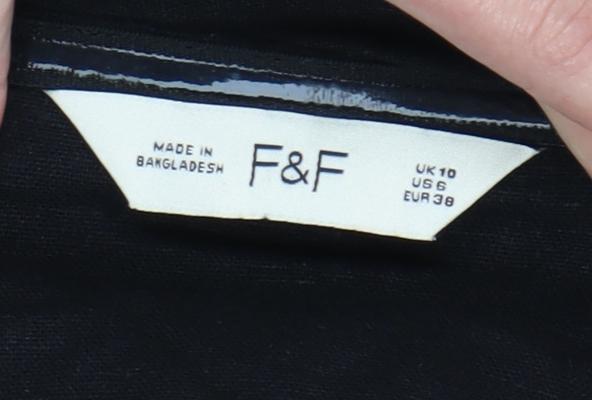 MADE IN
BANGLADESH
F&F
UK 10
US 6
EUR 38